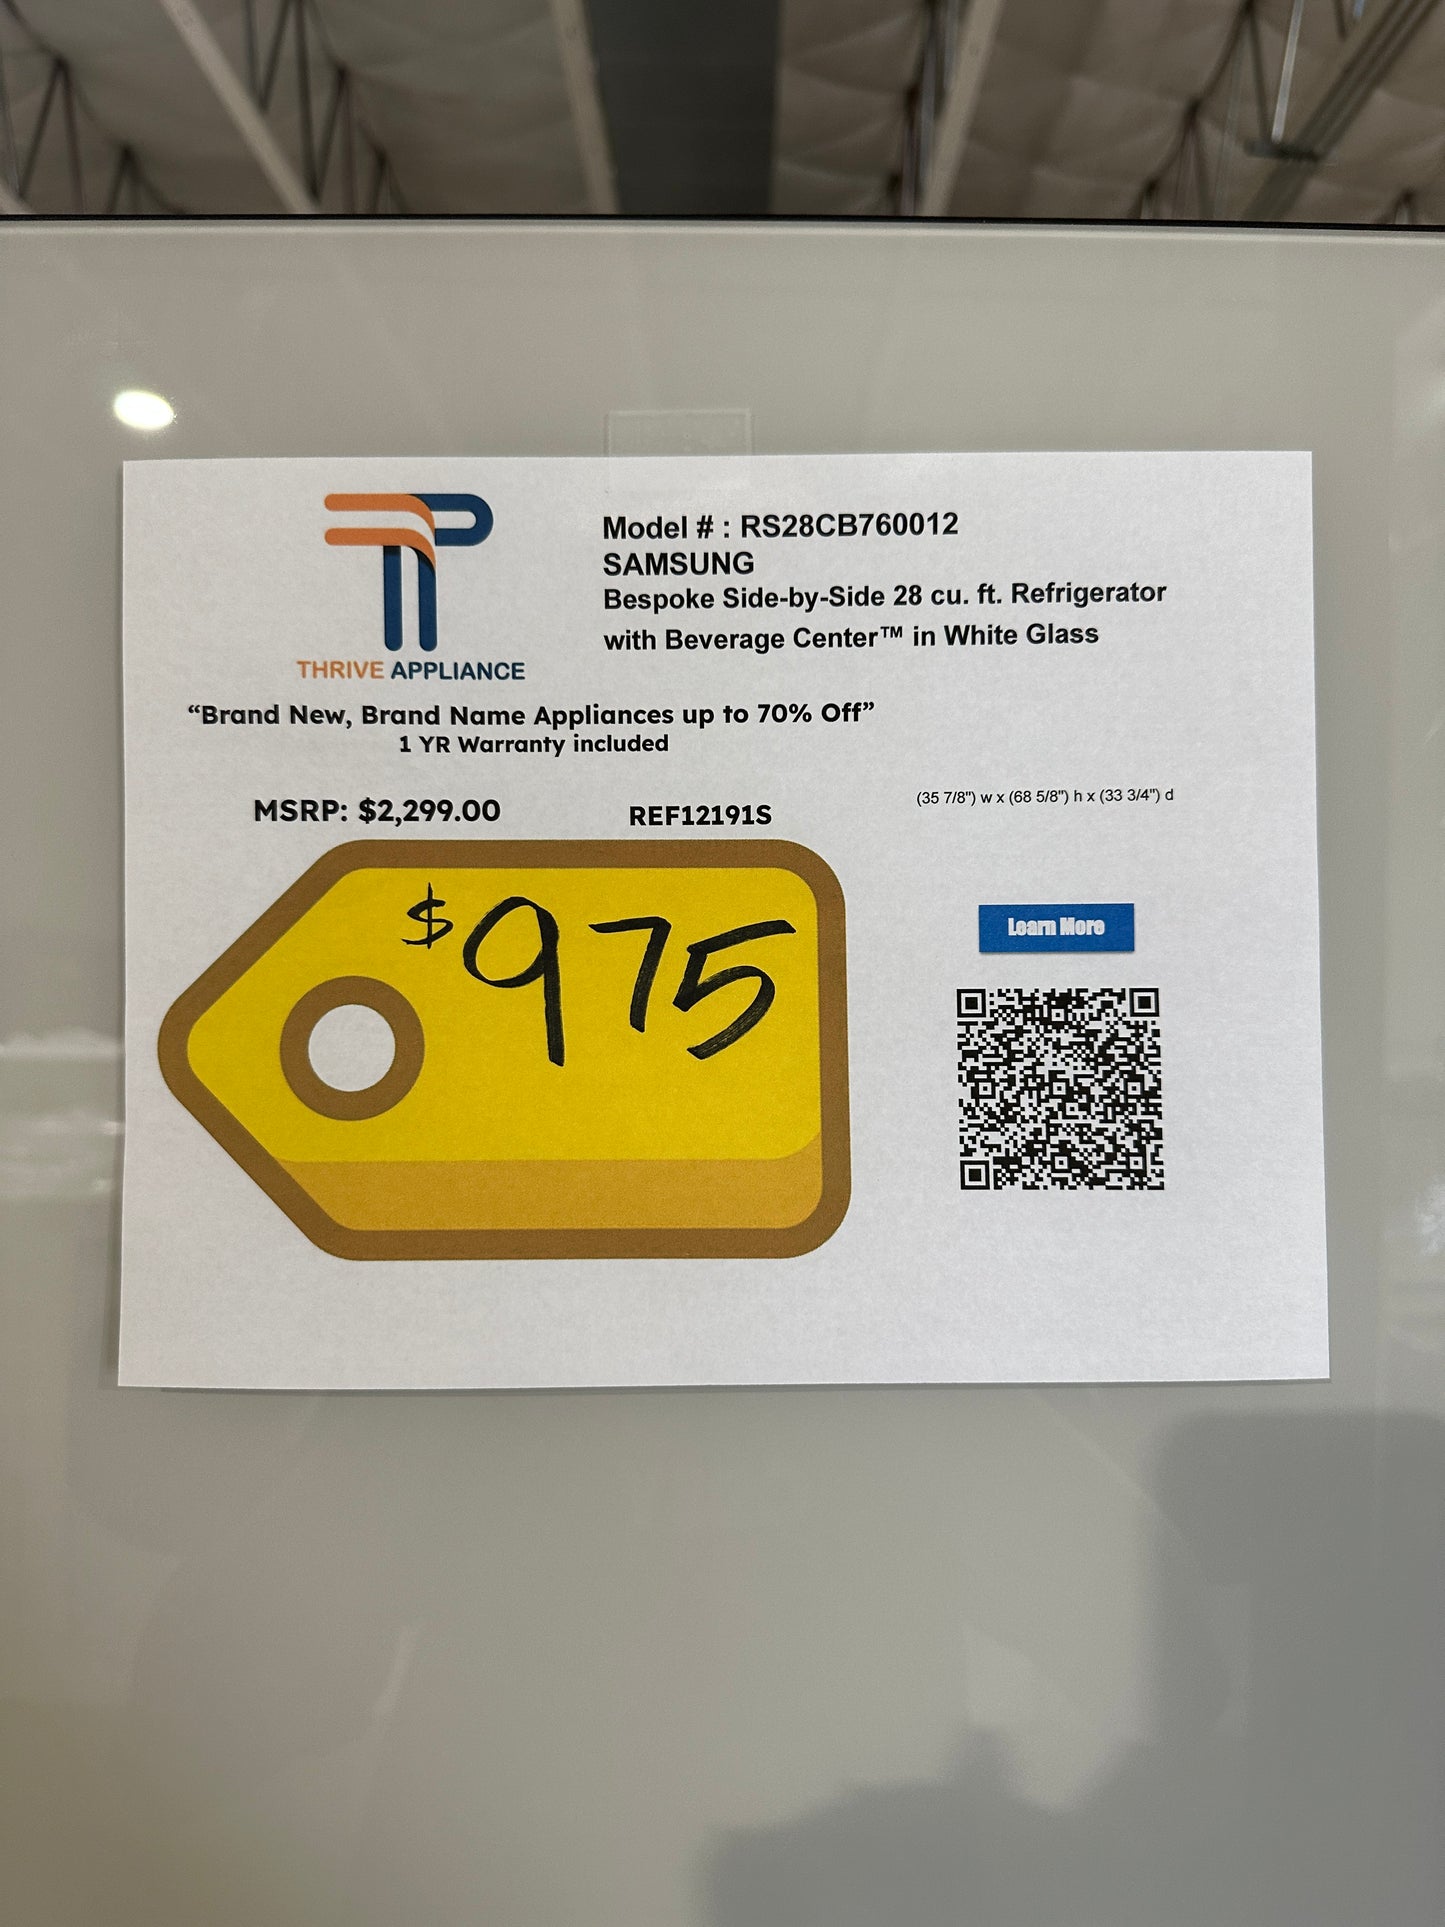 Model # : RS28CB760012
SAMSUNG
Bespoke Side-by-Side 28 cu. ft. Refrigerator
with Beverage Center™ in White Glass
THRIVE APPLIANCE
“Brand New, Brand Name Appliances up to 70% Off”
1 YR Warranty included
MSRP: $2,299.00
REF12191S
(35 7/8") w x (68 5/8") h x (33 3/4") d
$975
Learn More